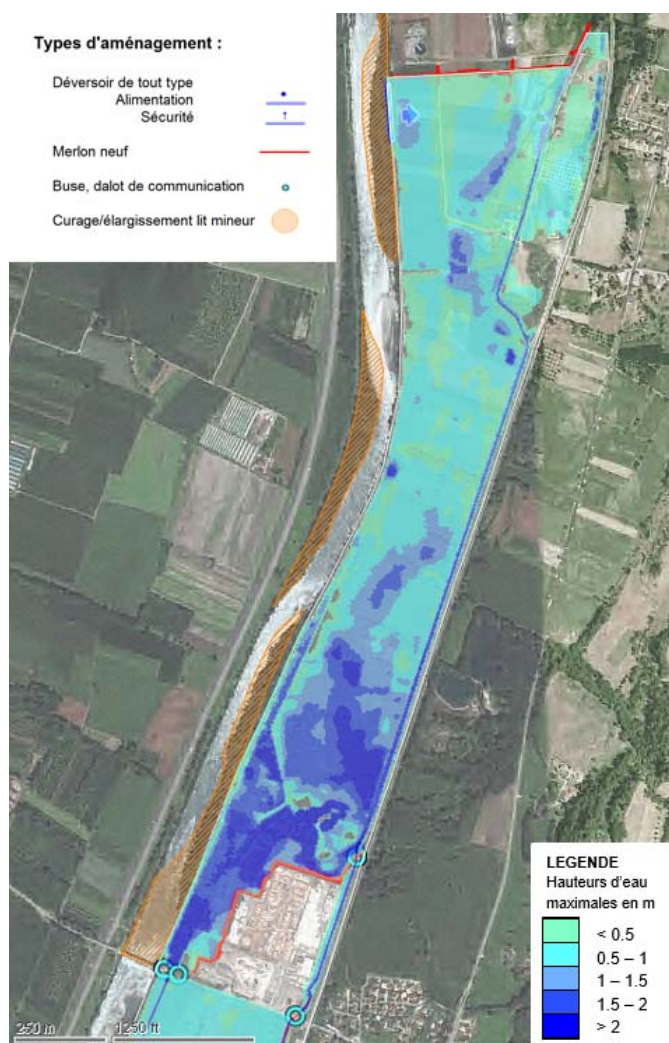 Types d'aménagement :
Déversoir de tout type
Alimentation
Sécurité
Merlon neuf
Buse, dalot de communication
Curage/élargissement lit mineur
LEGENDE
Hauteurs d'eau
maximales en m
< 0.5
0.5 – 1
1 – 1.5
1.5 – 2
> 2
250 m
1250 ft